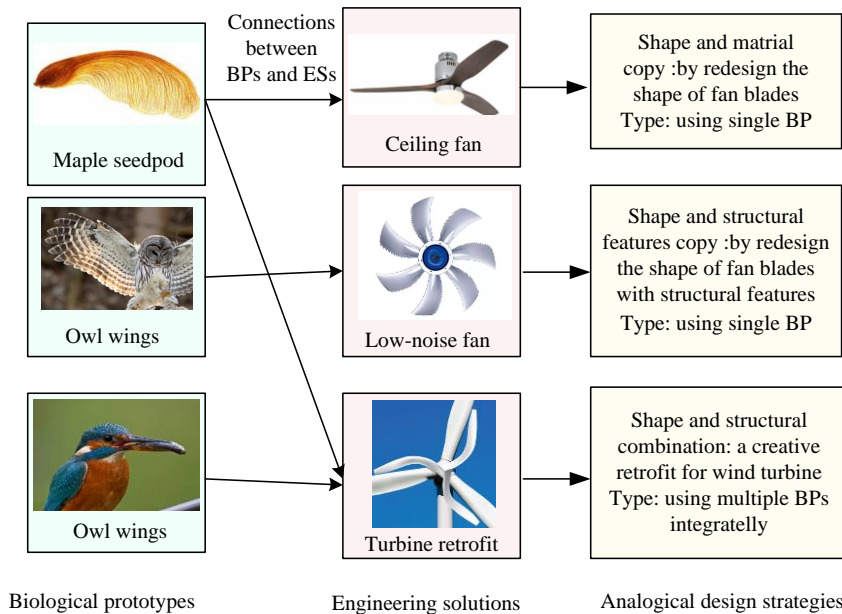 Connections
between
BPs and ESs
Maple seedpod
Ceiling fan
Shape and matrial
copy :by redesign the
shape of fan blades
Type: using single BP
Owl wings
Low-noise fan
Shape and structural
features copy :by redesign
the shape of fan blades
with structural features
Type: using single BP
Owl wings
Turbine retrofit
Shape and structural
combination: a creative
retrofit for wind turbine
Type: using multiple BPs
integratelly
Biological prototypes
Engineering solutions
Analogical design strategies